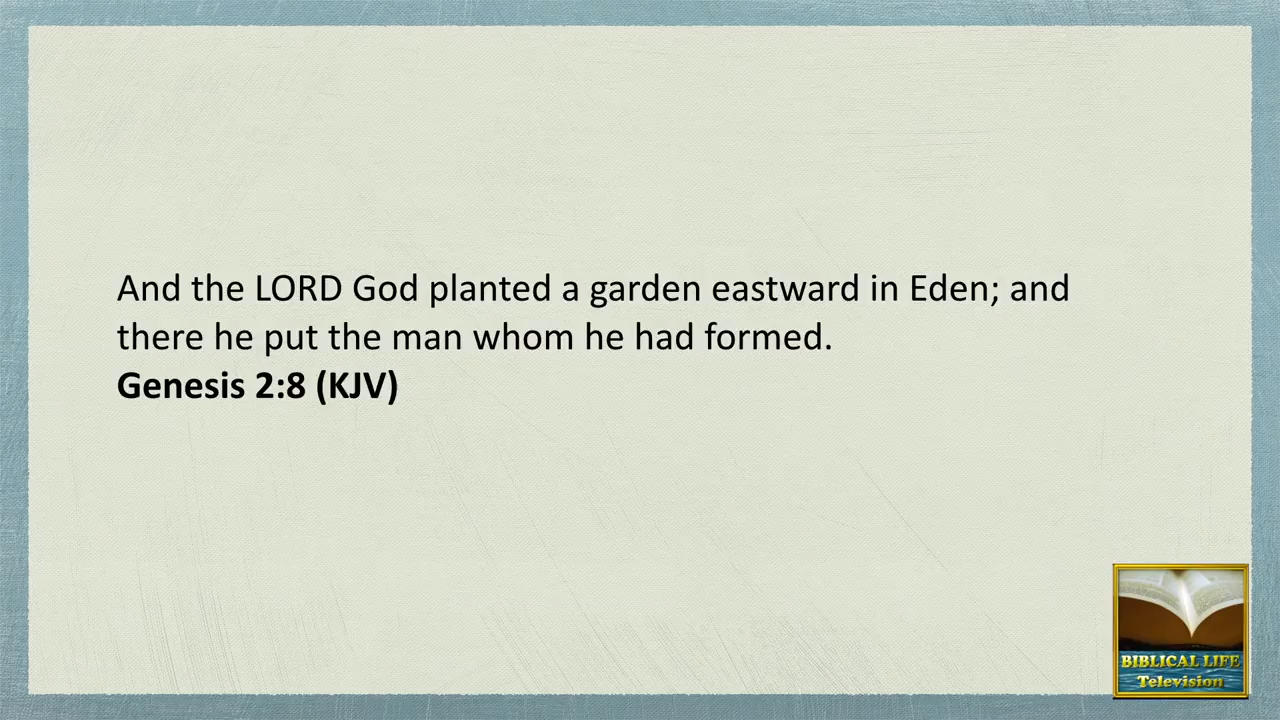 And the LORD God planted a garden eastward in Eden; and
there he put the man whom he had formed.
Genesis 2:8 (KJV)
BIBLICAL LIFE
Television